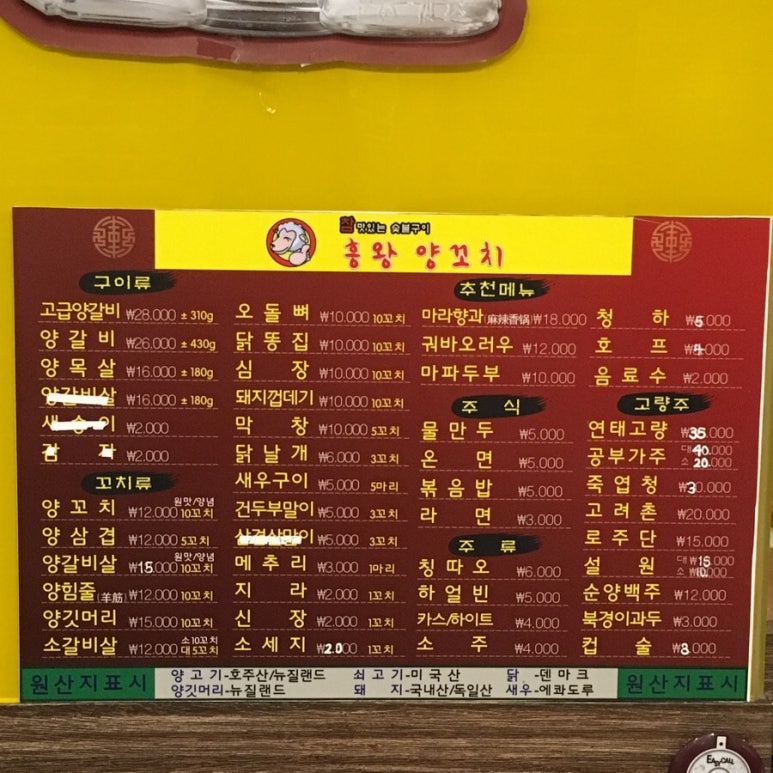 참 맛있는 숯불구이
흥왕 양꼬치
구이류
고급양갈비 ₩28.000 ± 310g
양갈비 ₩26.000 ± 430g
양목살 ₩16.000 ± 180g
양갈비살 ₩16.000 ± 180g
₩2.000
감자 ₩2.000
꼬치류
양꼬치 ₩12.000 원맛/양념 10꼬치
양삼겹 ₩12.000 5꼬치
양갈비살 ₩15.000 원맛/양념 10꼬치
양힘줄(羊筋) ₩12.000 10꼬치
양깃머리 ₩15.000 10꼬치
소갈비살 ₩12.000 소 10꼬치 대 5꼬치
오돌뼈 ₩10.000 10꼬치
닭똥집 ₩10.000 10꼬치
심장 ₩10.000 10꼬치
돼지껍데기 ₩10.000 10꼬치
막창 ₩10.000 5꼬치
닭날개 ₩6.000 3꼬치
새우구이 ₩5.000 5마리
건두부말이 ₩5.000 3꼬치
₩5.000 3꼬치
메추리 ₩3.000 1마리
지라 ₩2.000 1꼬치
신장 ₩2.000 1꼬치
소세지 ₩2.000 1꼬치
추천메뉴
마라향과(麻辣香锅) ₩18.000
궈바오러우 ₩12.000
마파두부 ₩10.000
주식
물만두 ₩5.000
온면 ₩5.000
볶음밥 ₩5.000
라면 ₩3.000
주류
칭따오 ₩6.000
하얼빈 ₩5.000
카스/하이트 ₩4.000
소주 ₩4.000
청하 ₩5.000
호프 ₩4.000
음료수 ₩2.000
고량주
연태고량 ₩35.000
공부가주 대 40.000 소 20.000
죽엽청 ₩30.000
고려촌 ₩20.000
로주단 ₩15.000
설원 대 ₩15.000 소 ₩10.000
순양백주 ₩12.000
북경이과두 ₩3.000
컵술 ₩8.000
원산지표시
양고기-호주산/뉴질랜드 쇠고기-미국산 닭-덴마크
양깃머리-뉴질랜드 돼지-국내산/독일산 새우-에콰도루
원산지표시
EASY CALL